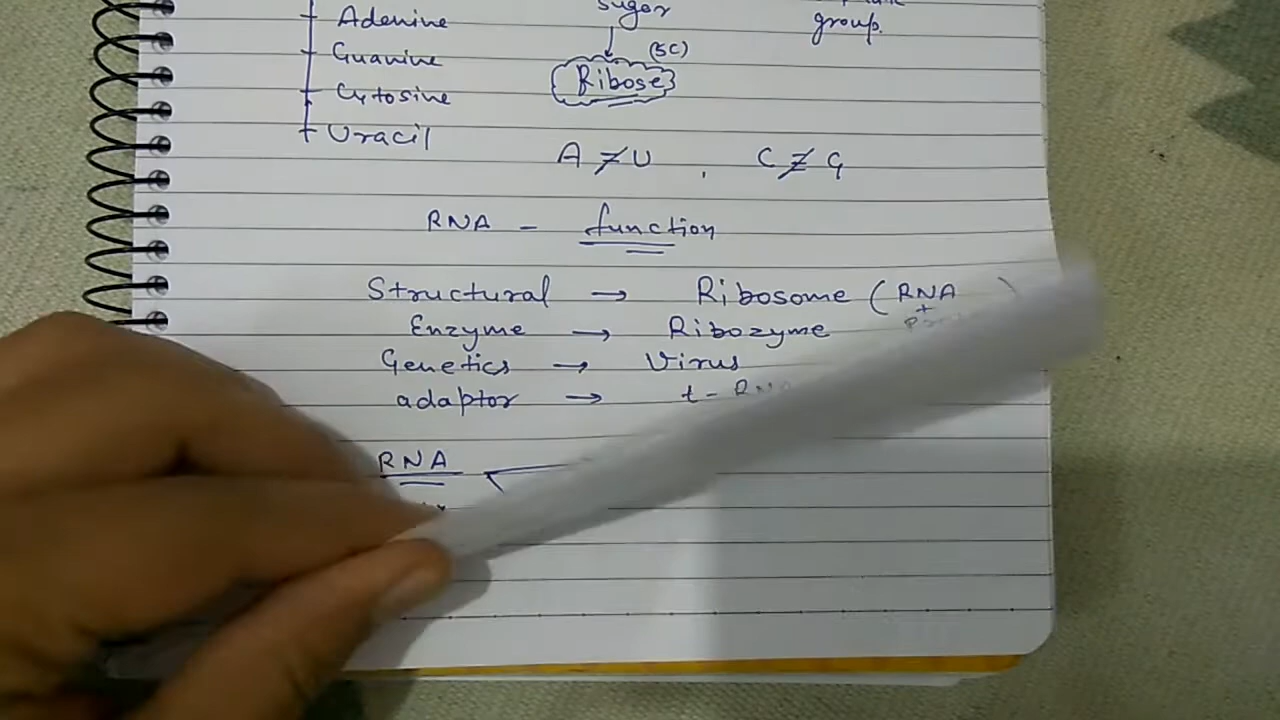 Adenine sugar
Guanine (5C) group.
Cytosine Ribose
Uracil
A ≠ U , C ≠ G
RNA - function
Structural → Ribosome (RNA +
Enzyme → Ribozyme
Genetics → Virus
adaptor → t-RNA
RNA